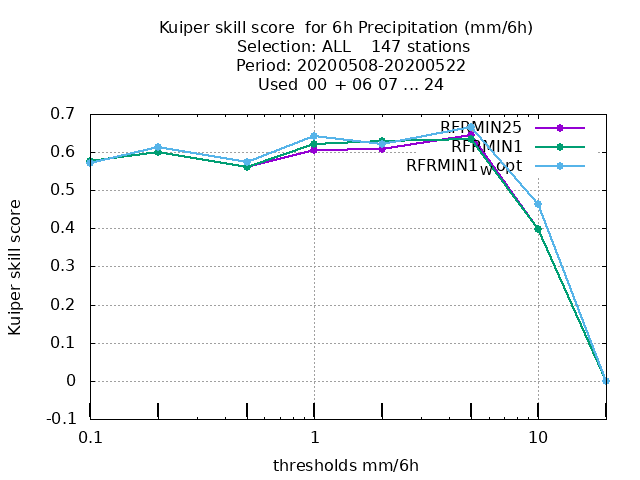 Kuiper skill score  for 6h Precipitation (mm/6h)
Selection: ALL    147 stations
Period: 20200508-20200522
Used  00 + 06 07 ... 24
RFRMIN25
RFRMIN1
RFRMIN1wopt
0.7
0.6
0.5
0.4
0.3
0.2
0.1
0
-0.1
Kuiper skill score
0.1 1 10
thresholds mm/6h